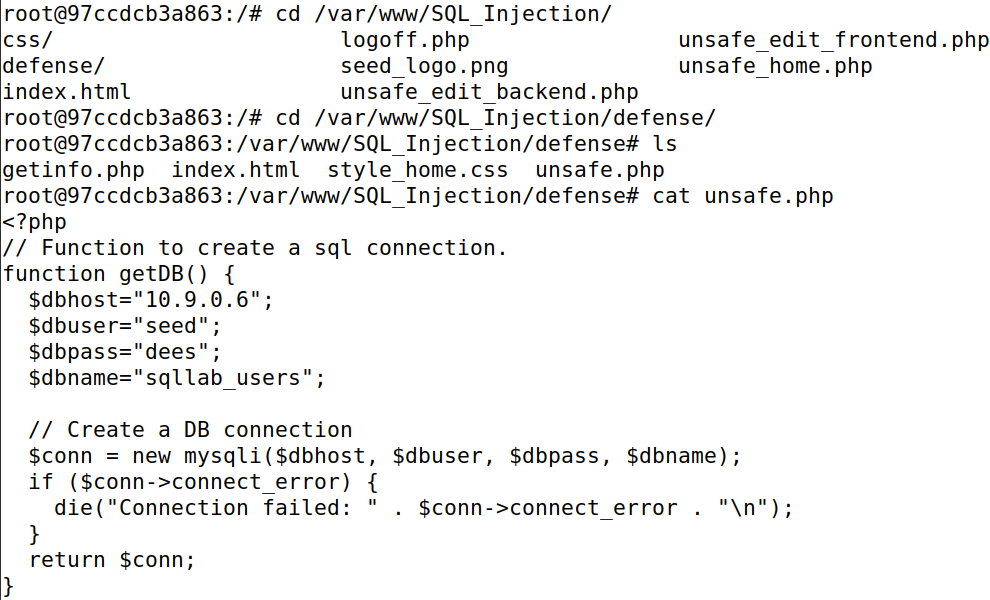 root@97ccdcb3a863:/# cd /var/www/SQL_Injection/
css/                      logoff.php                unsafe_edit_frontend.php
defense/                  seed_logo.png             unsafe_home.php
index.html                unsafe_edit_backend.php
root@97ccdcb3a863:/# cd /var/www/SQL_Injection/defense/
root@97ccdcb3a863:/var/www/SQL_Injection/defense# ls
getinfo.php  index.html  style_home.css  unsafe.php
root@97ccdcb3a863:/var/www/SQL_Injection/defense# cat unsafe.php
<?php
// Function to create a sql connection.
function getDB() {
  $dbhost="10.9.0.6";
  $dbuser="seed";
  $dbpass="dees";
  $dbname="sqllab_users";

  // Create a DB connection
  $conn = new mysqli($dbhost, $dbuser, $dbpass, $dbname);
  if ($conn->connect_error) {
    die("Connection failed: " . $conn->connect_error . "\n");
  }
  return $conn;
}